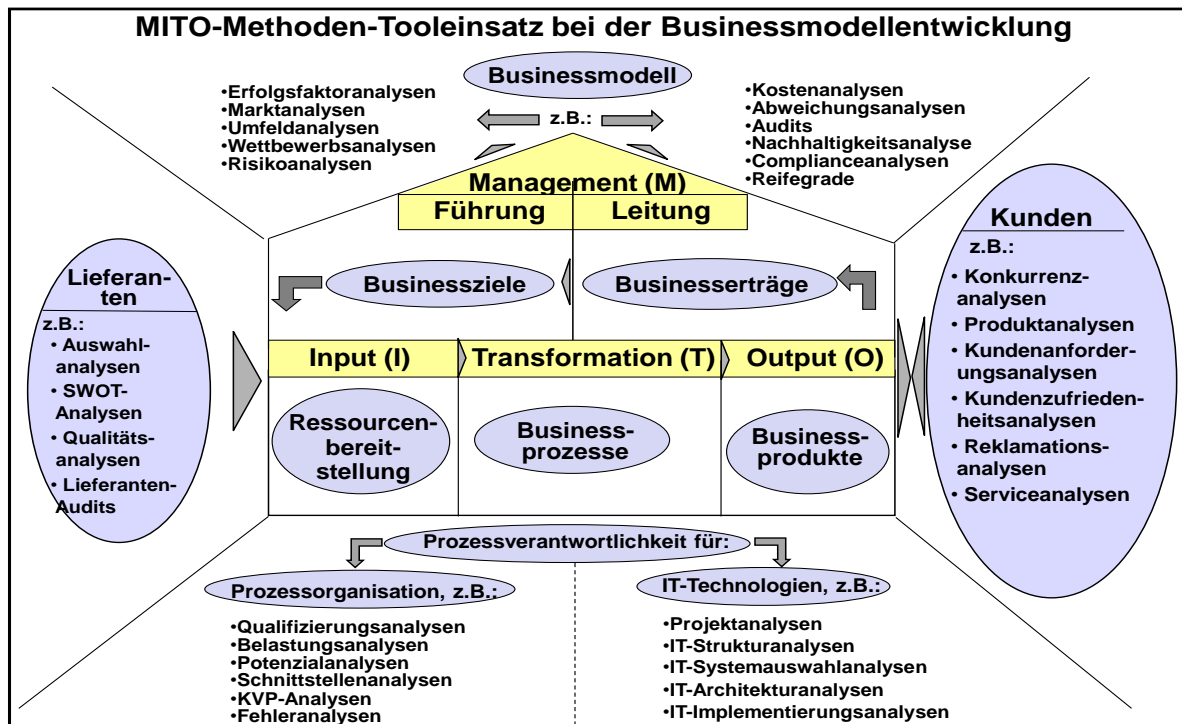 MITO-Methoden-Tooleinsatz bei der Businessmodellentwicklung
Businessmodell
•Erfolgsfaktoranalysen
•Marktanalysen
•Umfeldanalysen
•Wettbewerbsanalysen
•Risikoanalysen
z.B.:
•Kostenanalysen
•Abweichungsanalysen
•Audits
•Nachhaltigkeitsanalyse
•Complianceanalysen
•Reifegrade
Management (M)
Führung
Leitung
Lieferan-
ten
z.B.:
• Auswahl-
analysen
• SWOT-
Analysen
• Qualitäts-
analysen
• Lieferanten-
Audits
Businessziele
Businesserträge
Input (I)
Transformation (T)
Output (O)
Ressourcen-
bereit-
stellung
Business-
prozesse
Business-
produkte
Kunden
z.B.:
• Konkurrenz-
analysen
• Produktanalysen
• Kundenanforder-
ungsanalysen
• Kundenzufrieden-
heitsanalysen
• Reklamations-
analysen
• Serviceanalysen
Prozessverantwortlichkeit für:
Prozessorganisation, z.B.:
•Qualifizierungsanalysen
•Belastungsanalysen
•Potenzialanalysen
•Schnittstellenanalysen
•KVP-Analysen
•Fehleranalysen
IT-Technologien, z.B.:
•Projektanalysen
•IT-Strukturanalysen
•IT-Systemauswahlanalysen
•IT-Architekturanalysen
•IT-Implementierungsanalysen